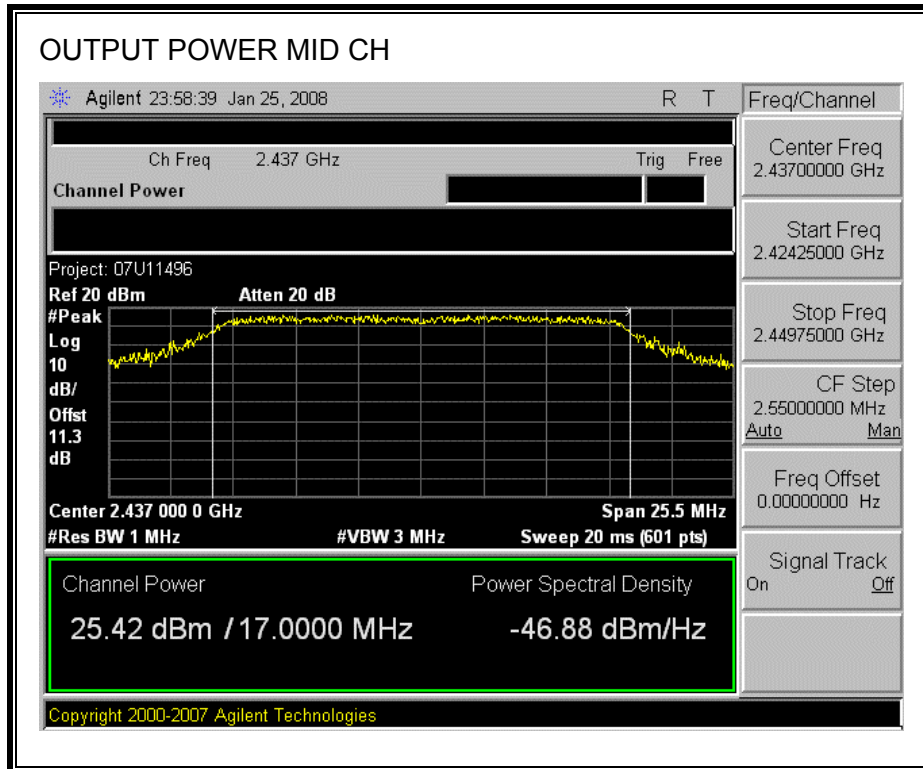 OUTPUT POWER MID CH
Agilent 23:58:39 Jan 25, 2008 R T
Freq/Channel
Ch Freq 2.437 GHz Trig Free
Channel Power
Center Freq
2.43700000 GHz
Start Freq
2.42425000 GHz
Stop Freq
2.44975000 GHz
CF Step
2.55000000 MHz
Auto Man
Freq Offset
0.00000000 Hz
Signal Track
On Off
Project: 07U11496
Ref 20 dBm Atten 20 dB
#Peak
Log
10
dB/
Offst
11.3
dB
Center 2.437 000 0 GHz Span 25.5 MHz
#Res BW 1 MHz #VBW 3 MHz Sweep 20 ms (601 pts)
Channel Power Power Spectral Density
25.42 dBm / 17.0000 MHz -46.88 dBm/Hz
Copyright 2000-2007 Agilent Technologies